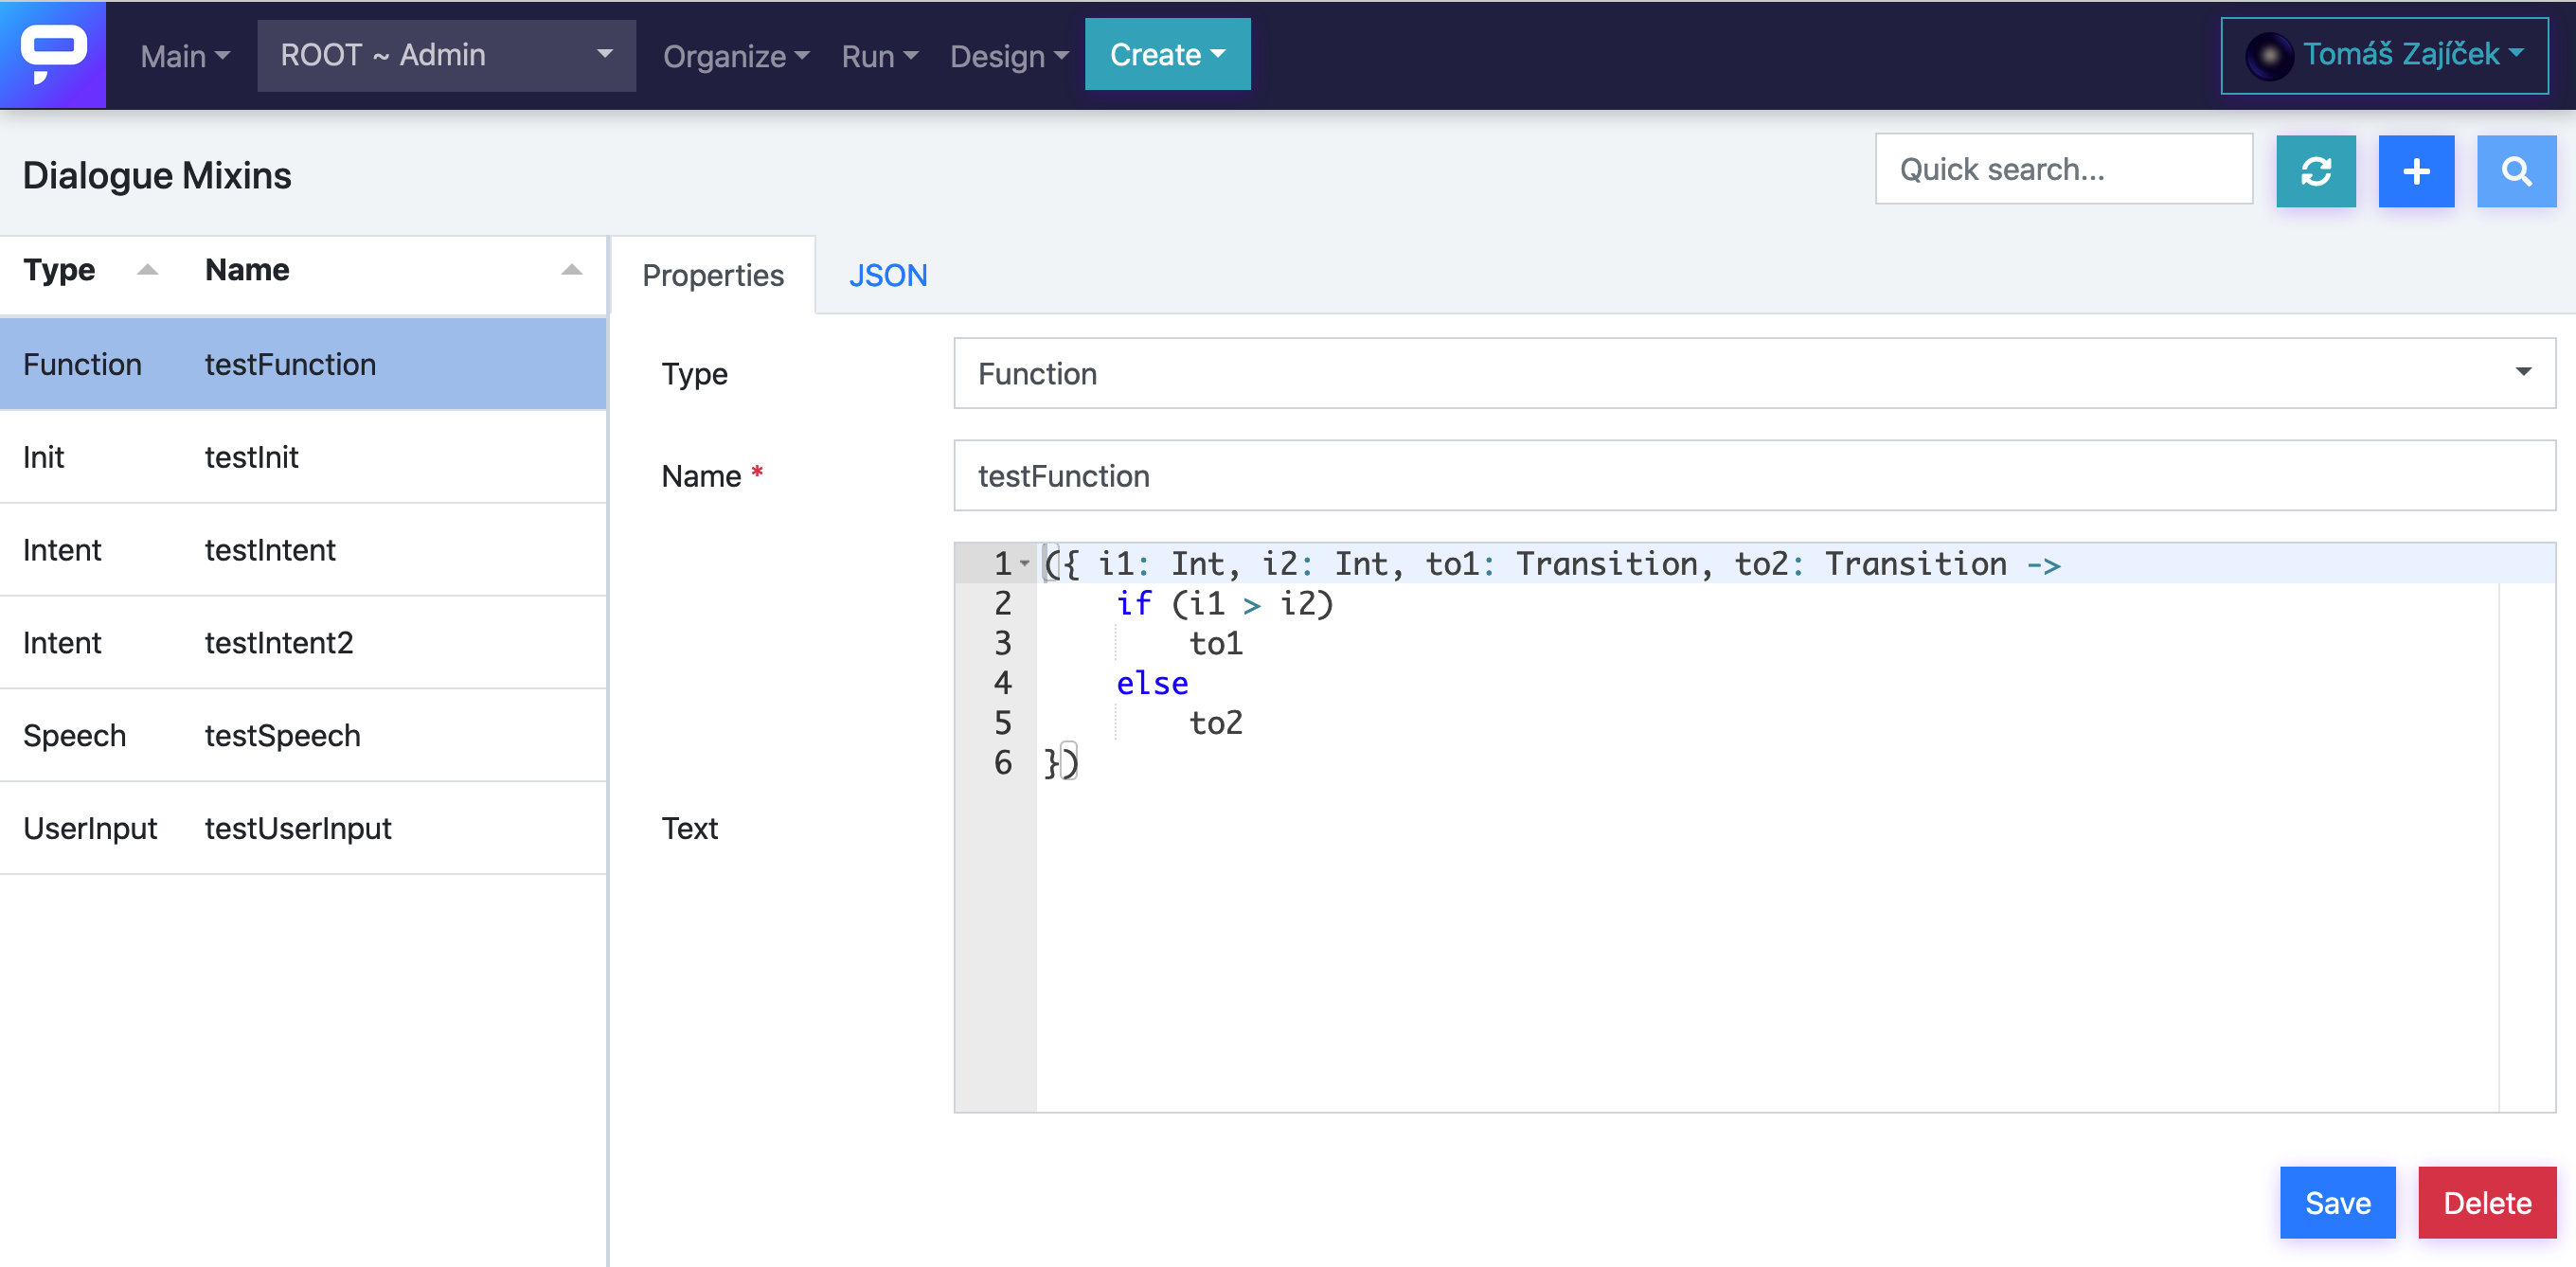 Main ROOT ~ Admin Organize Run Design Create Tomáš Zajíček
Dialogue Mixins Quick search...
Type Name Properties JSON
Function testFunction
Init testInit
Intent testIntent
Intent testIntent2
Speech testSpeech
UserInput testUserInput
Type Function
Name * testFunction
Text
1 ({ i1: Int, i2: Int, to1: Transition, to2: Transition ->
2 if (i1 > i2)
3 to1
4 else
5 to2
6 })
Save Delete